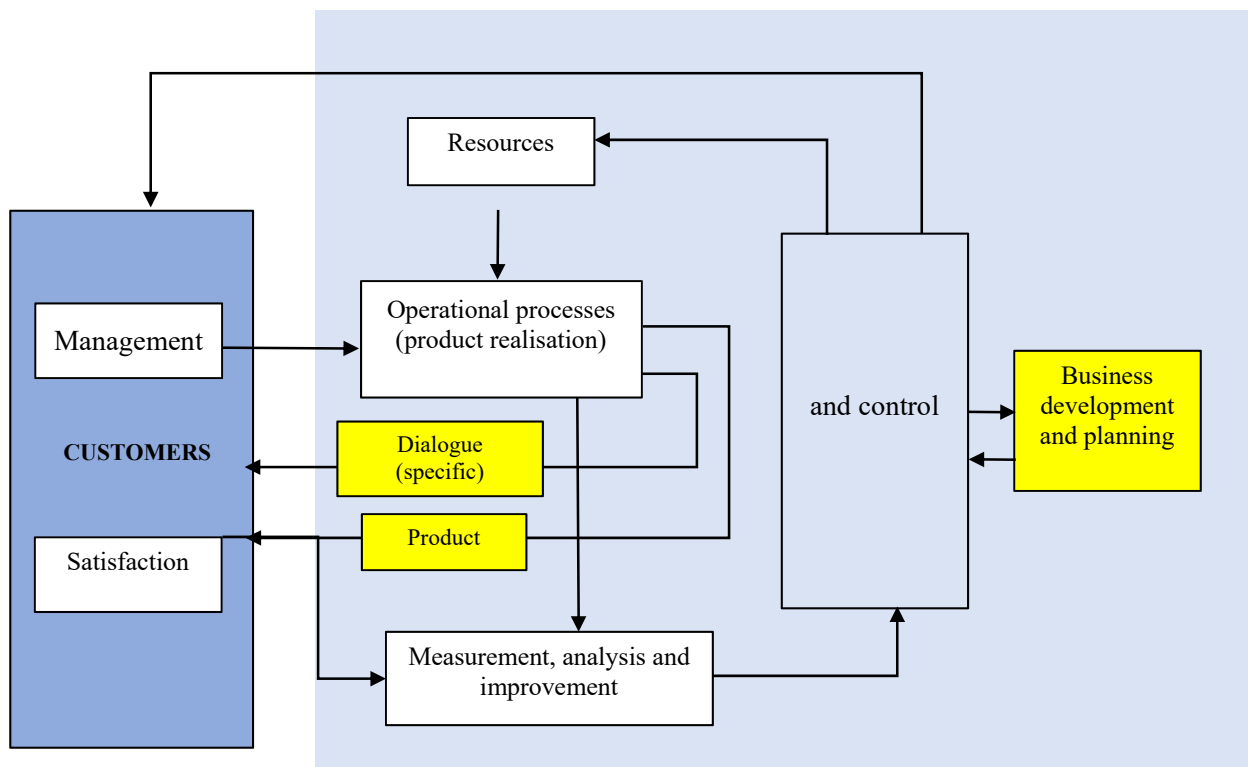 Resources
Management
Operational processes
(product realisation)
and control
Business
development
and planning
CUSTOMERS
Dialogue
(specific)
Product
Satisfaction
Measurement, analysis and
improvement